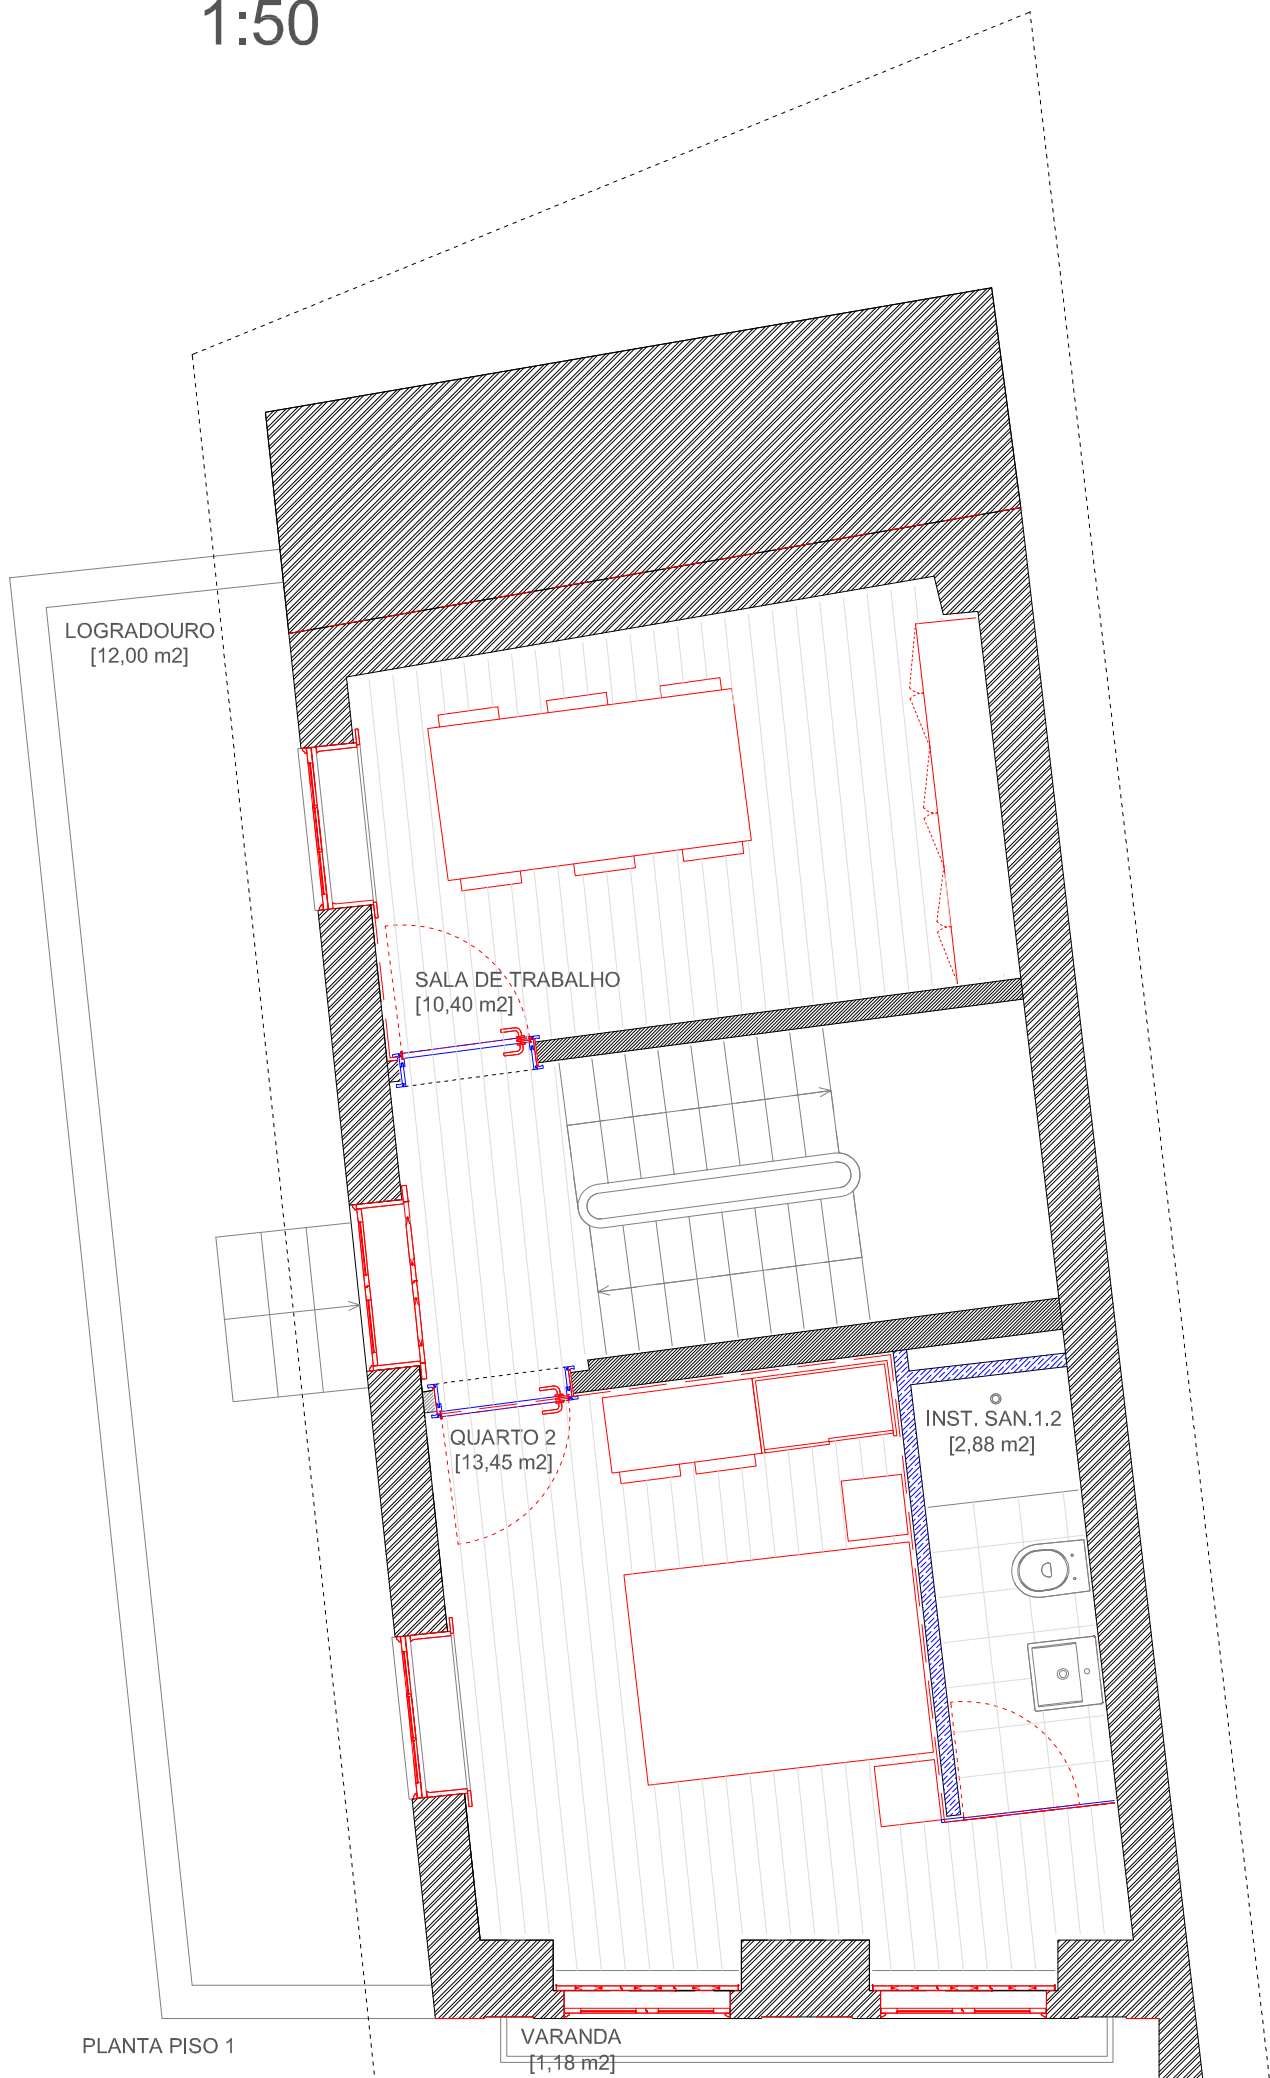 1:50
LOGRADOURO
[12,00 m2]
SALA DE TRABALHO
[10,40 m2]
QUARTO 2
[13,45 m2]
INST. SAN.1.2
[2,88 m2]
PLANTA PISO 1
VARANDA
[1,18 m2]